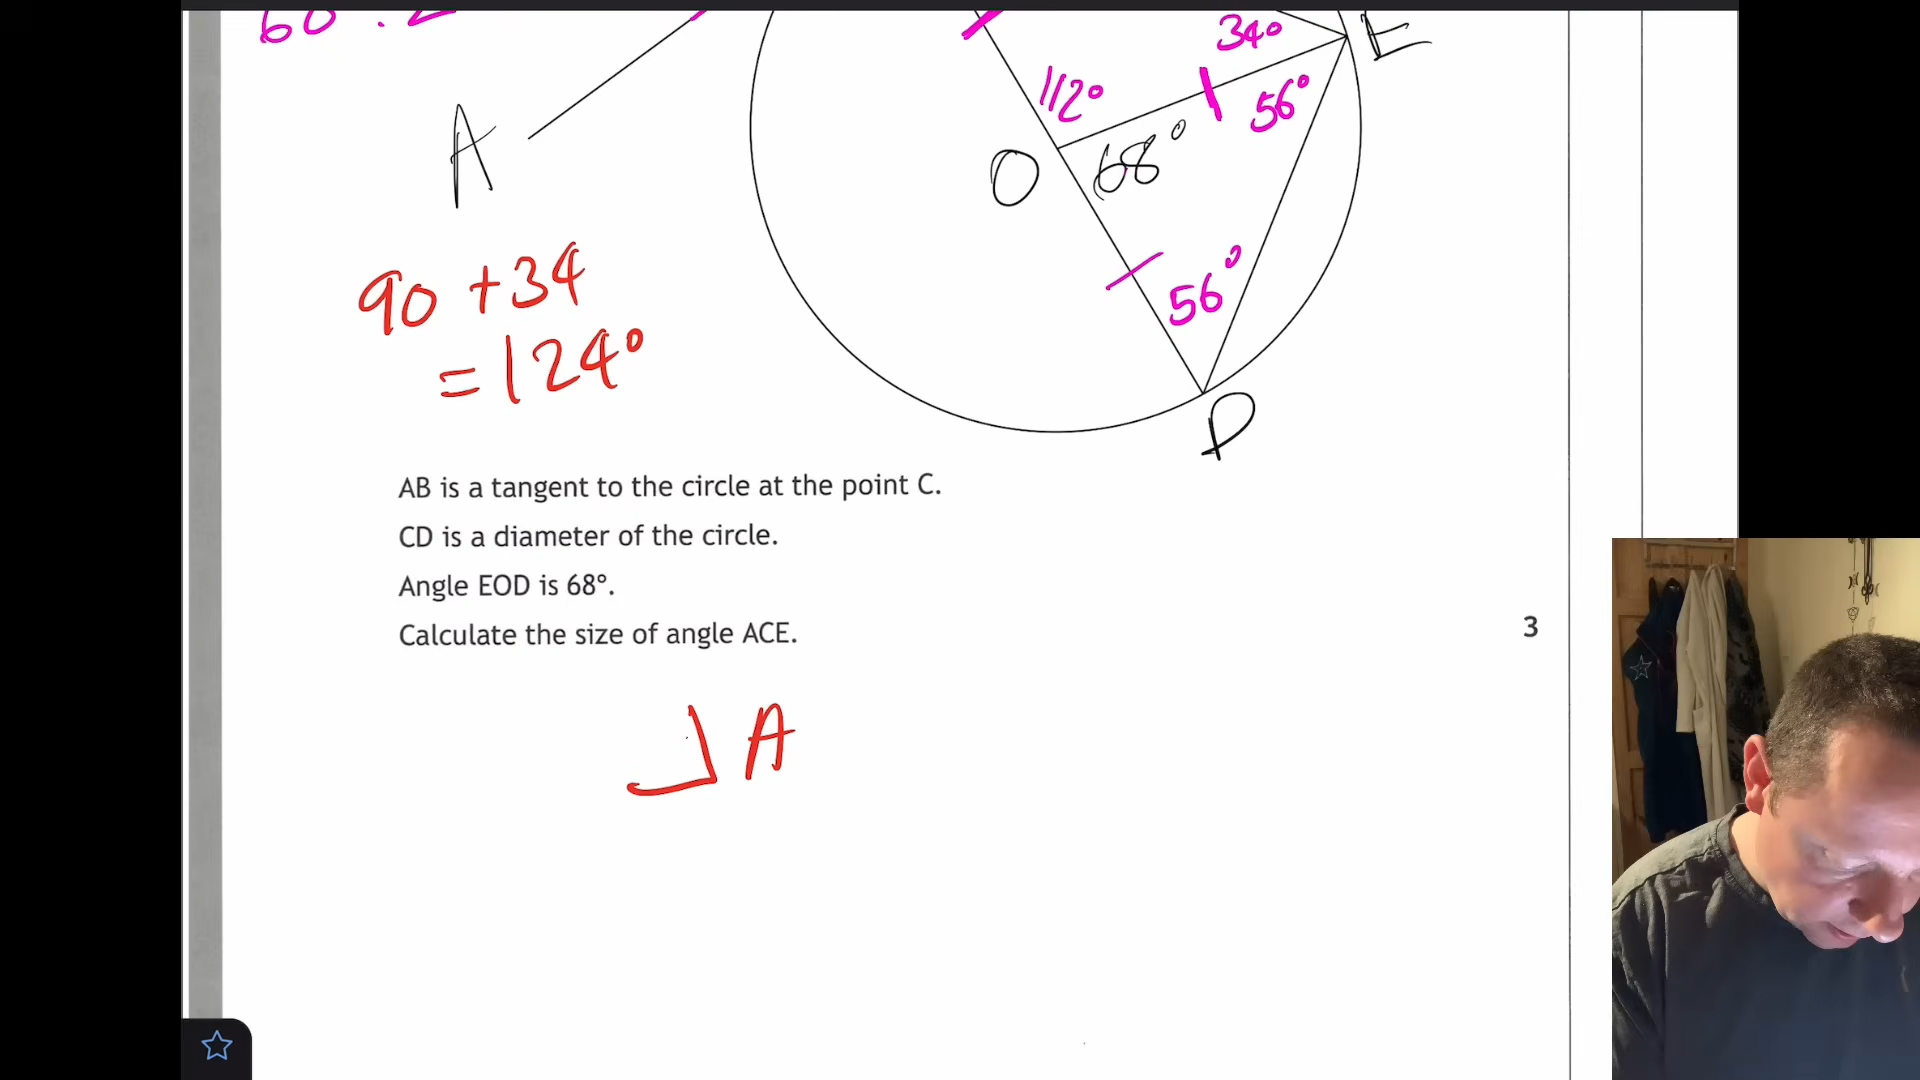 34°
E
112°
56°
A
O
68°
90 + 34
= 124°
56°
D
AB is a tangent to the circle at the point C.
CD is a diameter of the circle.
Angle EOD is 68°.
Calculate the size of angle ACE.
3
A